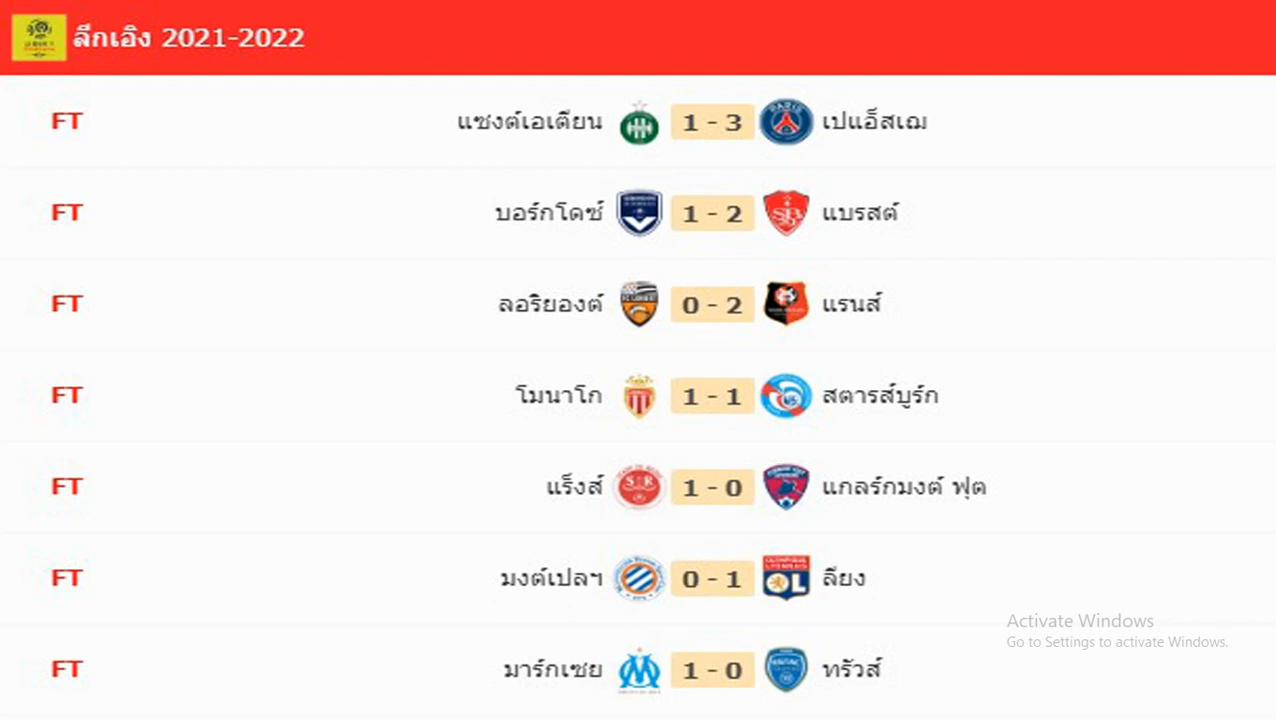 ลีกเอิง 2021-2022
FT แซงต์เอเตียน 1 - 3 เปแอ็สเฌ
FT บอร์กโดซ์ 1 - 2 แบรสต์
FT ลอริยองต์ 0 - 2 แรนส์
FT โมนาโก 1 - 1 สตารส์บูร์ก
FT แร็งส์ 1 - 0 แกลร์กมงต์ ฟุต
FT มงต์เปลฯ 0 - 1 ลียง
Activate Windows
Go to Settings to activate Windows.
FT มาร์กเซย 1 - 0 ทรัวส์